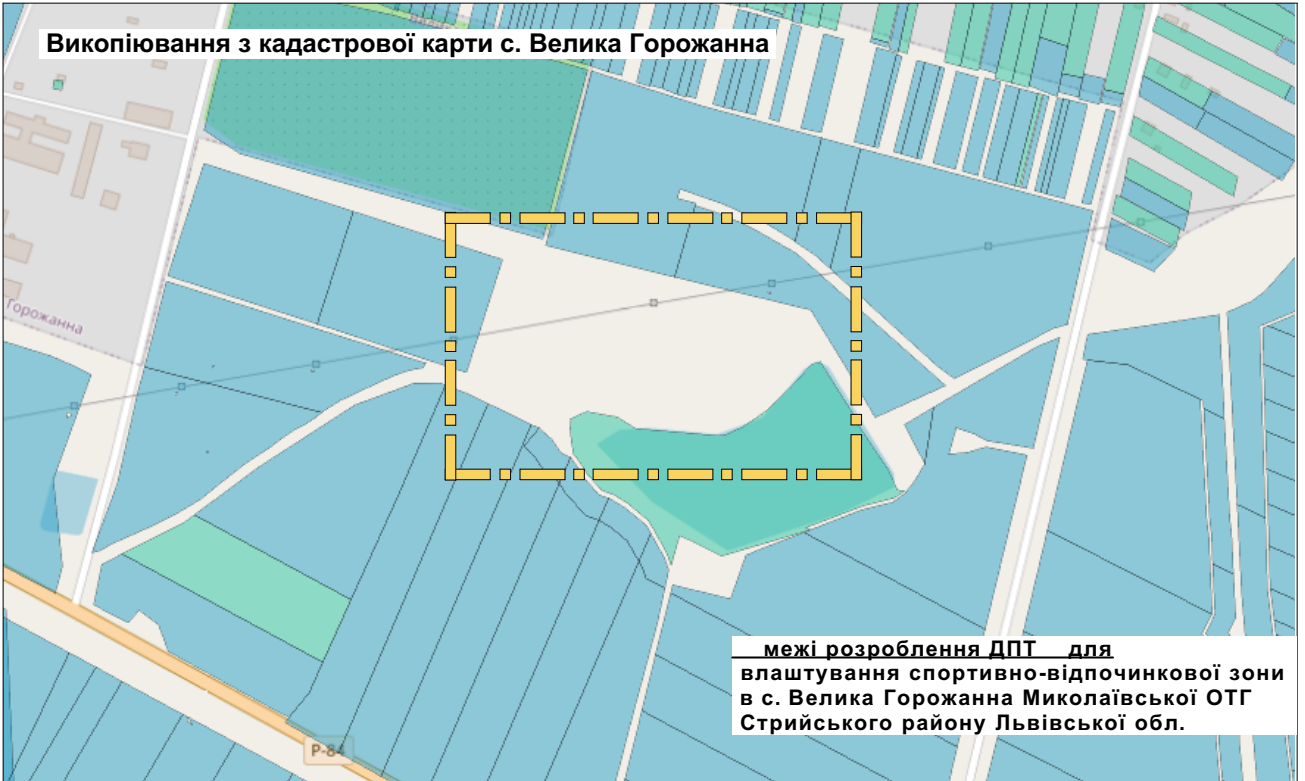 Викопіювання з кадастрової карти с. Велика Горожанна
Горожанна
межі розроблення ДПТ для
влаштування спортивно-відпочинкової зони
в с. Велика Горожанна Миколаївської ОТГ
Стрийського району Львівської обл.
Р-84